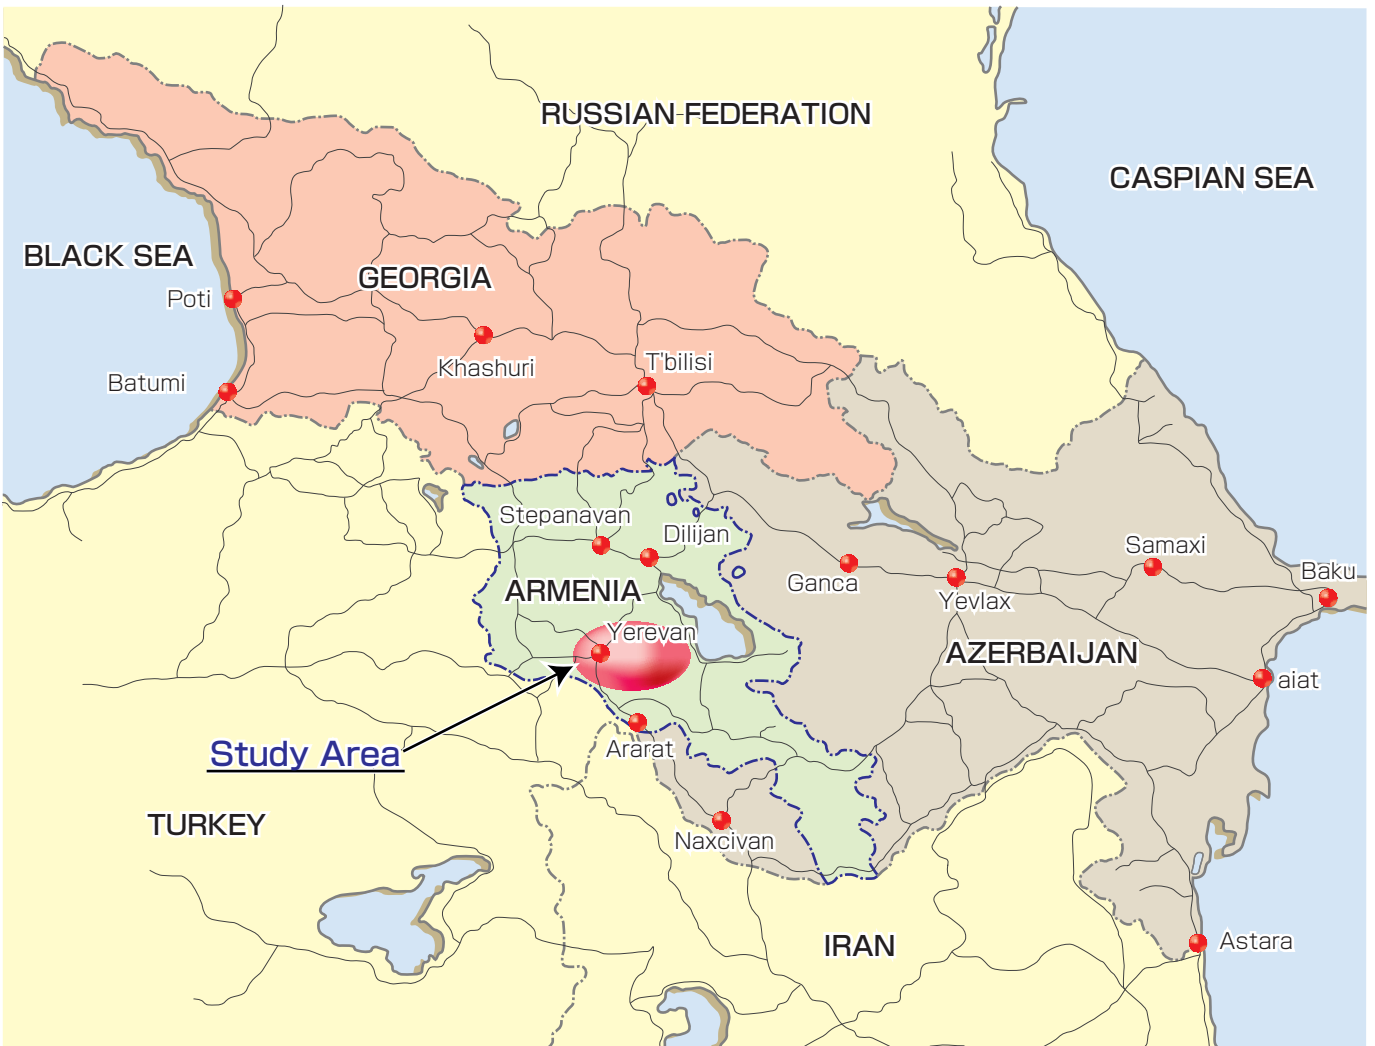 RUSSIAN FEDERATION
CASPIAN SEA
BLACK SEA
GEORGIA
Poti
Khashuri
T'bilisi
Batumi
Stepanavan
Dilijan
Samaxi
Baku
Ganca
Yevlax
ARMENIA
Yerevan
AZERBAIJAN
aiat
Study Area
Ararat
TURKEY
Naxcivan
IRAN
Astara